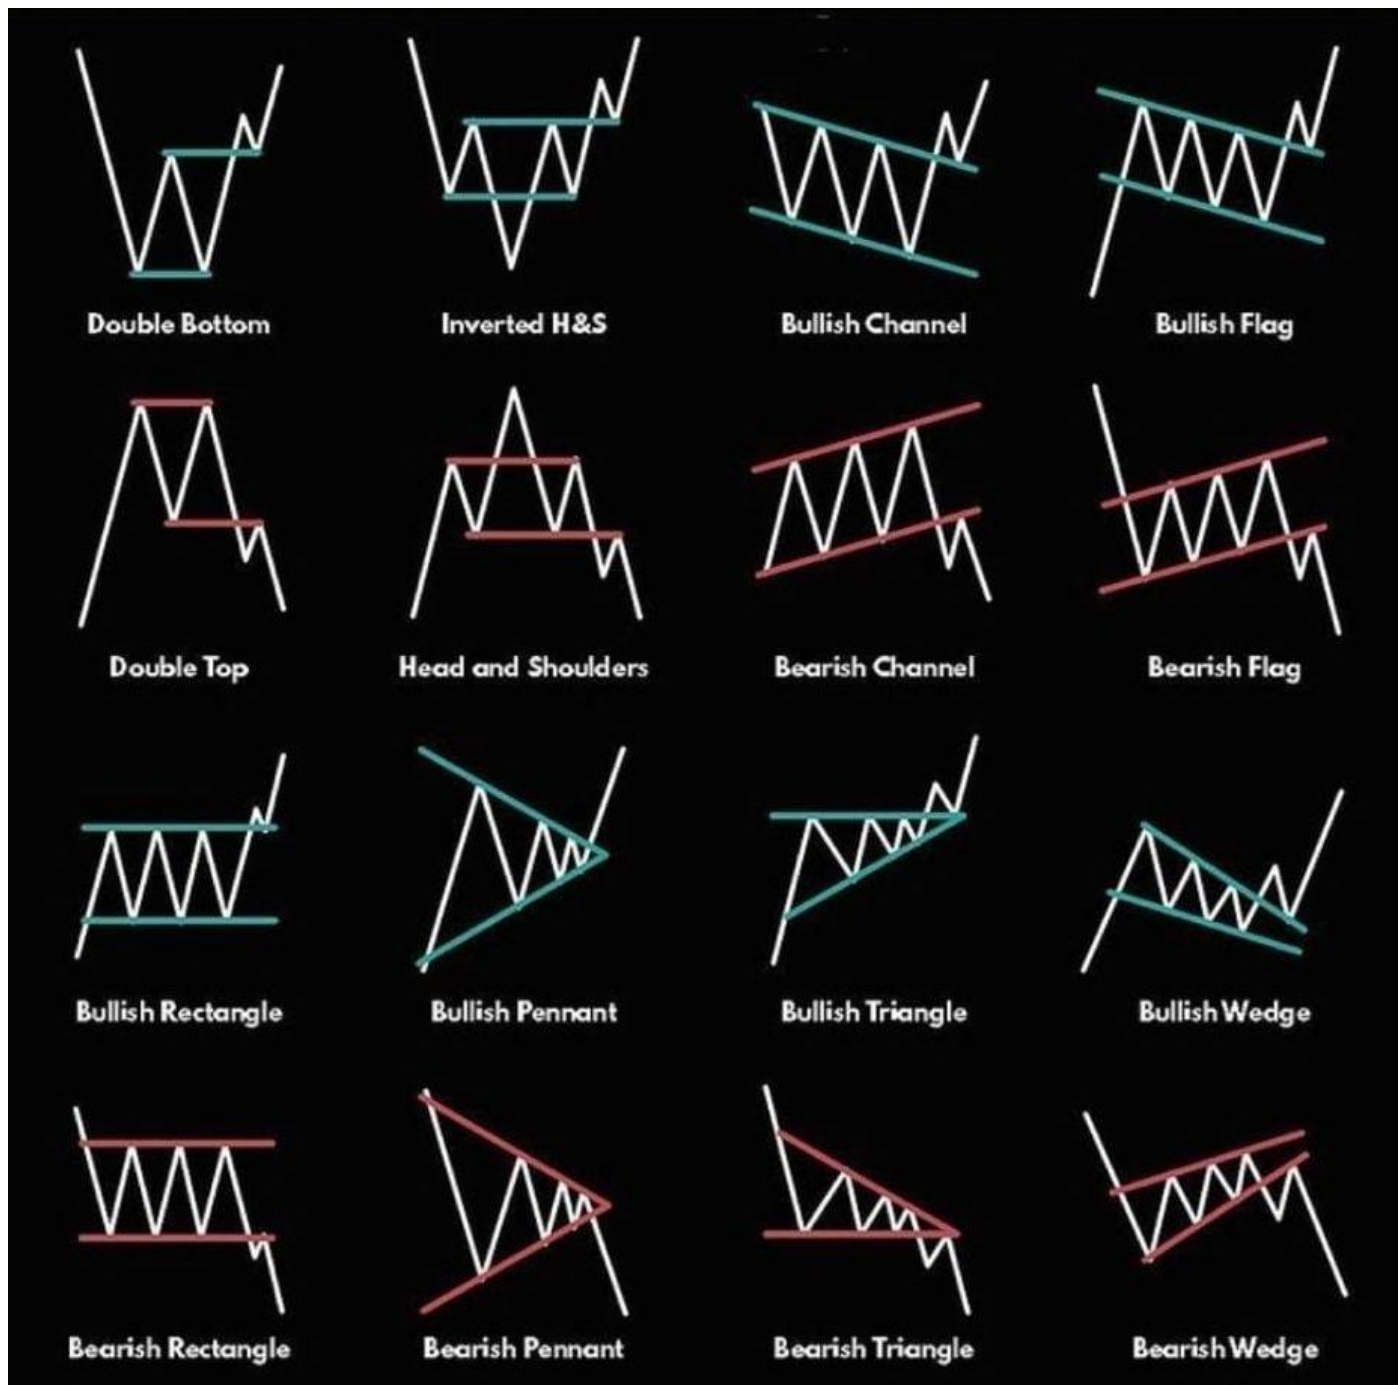 Double Bottom
Inverted H&S
Bullish Channel
Bullish Flag
Double Top
Head and Shoulders
Bearish Channel
Bearish Flag
Bullish Rectangle
Bullish Pennant
Bullish Triangle
Bullish Wedge
Bearish Rectangle
Bearish Pennant
Bearish Triangle
Bearish Wedge